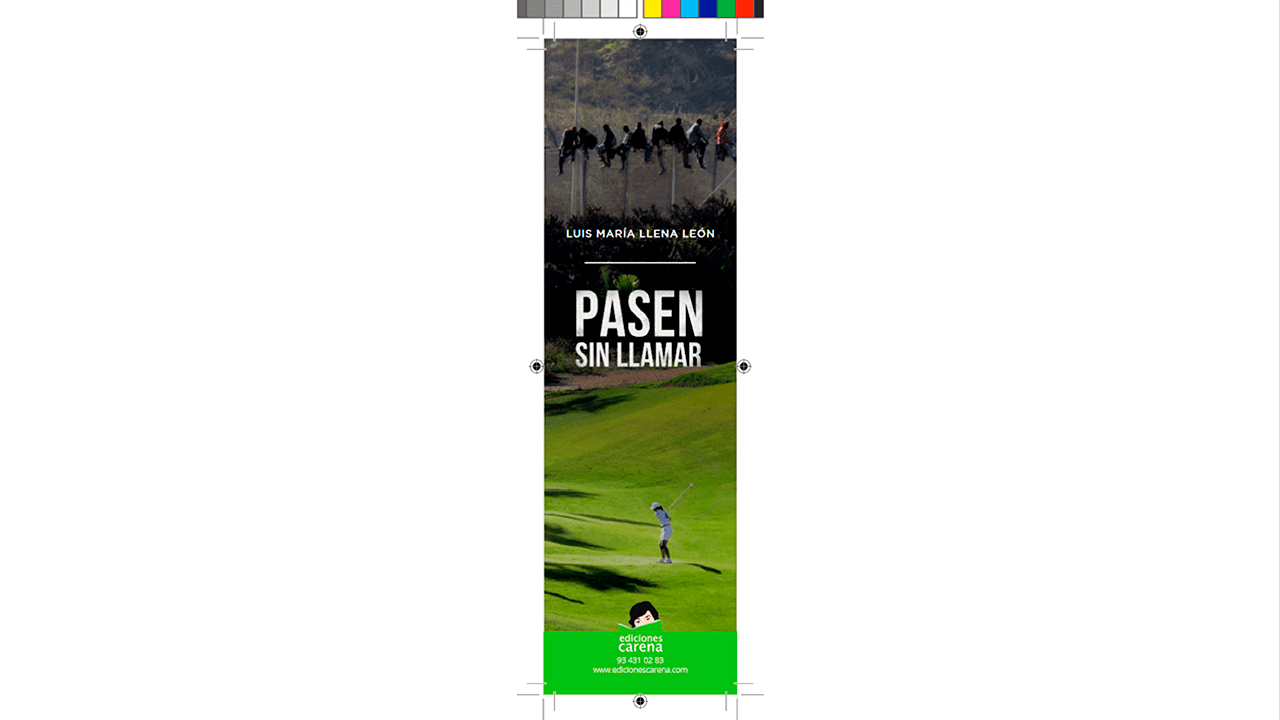 LUIS MARÍA LLENA LEÓN
PASEN
SIN LLAMAR
ediciones
carena
93 431 02 83
www.edicionescarena.com